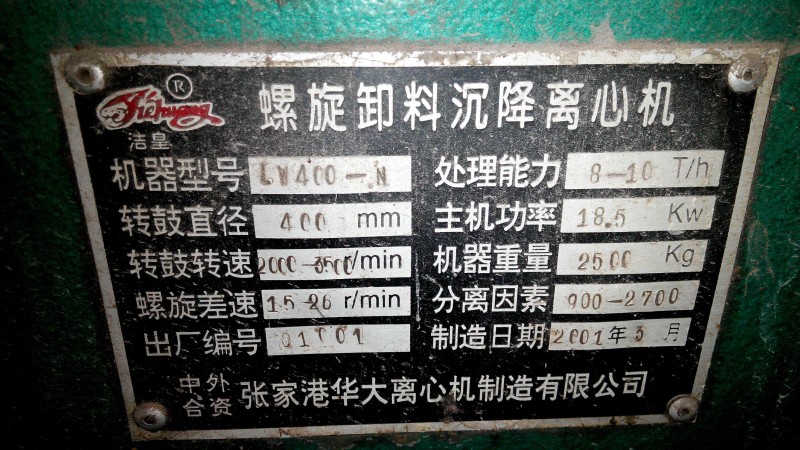 Jiehuang ®
洁皇
螺旋卸料沉降离心机
机器型号 LW400-N 处理能力 8-10 T/h
转鼓直径 400 mm 主机功率 18.5 Kw
转鼓转速 2000-3500r/min 机器重量 2500 Kg
螺旋差速 15-26 r/min 分离因素 900-2700
出厂编号 01001 制造日期 2001年3月
中外合资 张家港华大离心机制造有限公司